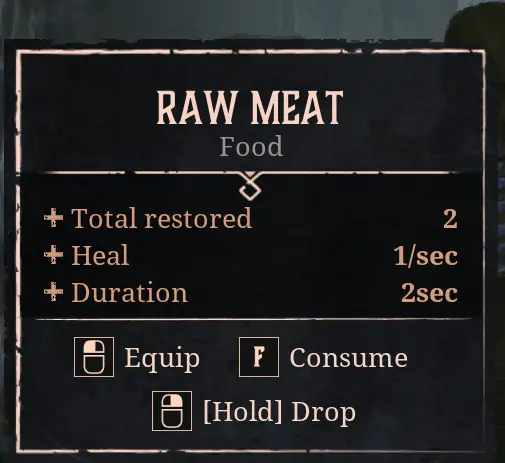 RAW MEAT
Food
Total restored 2
Heal 1/sec
Duration 2sec
Equip F Consume
[Hold] Drop